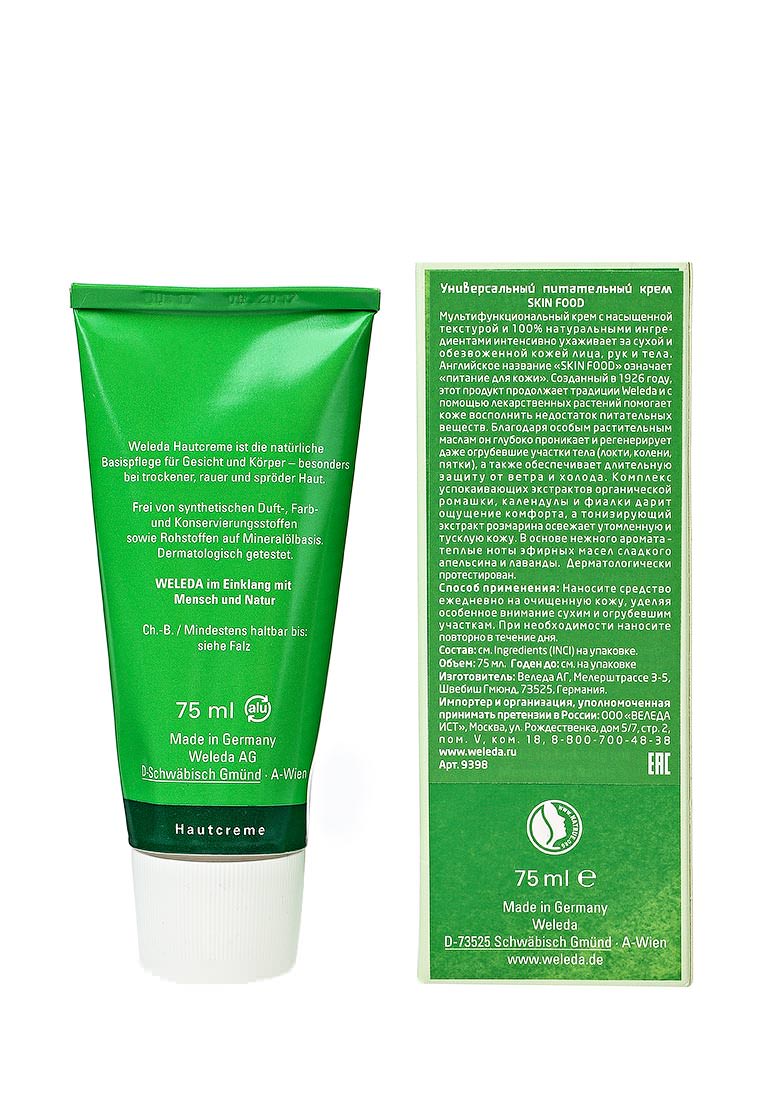 Weleda Hautcreme ist die natürliche
Basispflege für Gesicht und Körper – besonders
bei trockener, rauer und spröder Haut.
Frei von synthetischen Duft-, Farb-
und Konservierungsstoffen
sowie Rohstoffen auf Mineralölbasis.
Dermatologisch getestet.
WELEDA im Einklang mit
Mensch und Natur
Ch.-B. / Mindestens haltbar bis:
siehe Falz
75 ml alu
Made in Germany
Weleda AG
D-Schwäbisch Gmünd · A-Wien
Hautcreme
Универсальный питательный крем
SKIN FOOD
Мультифункциональный крем с насыщенной
текстурой и 100% натуральными ингре-
диентами интенсивно ухаживает за сухой и
обезвоженной кожей лица, рук и тела.
Английское название «SKIN FOOD» означает
«питание для кожи». Созданный в 1926 году,
этот продукт продолжает традиции Weleda и с
помощью лекарственных растений помогает
коже восполнить недостаток питательных
веществ. Благодаря особым растительным
маслам он глубоко проникает и регенерирует
даже огрубевшие участки тела (локти, колени,
пятки), а также обеспечивает длительную
защиту от ветра и холода. Комплекс
успокаивающих экстрактов органической
ромашки, календулы и фиалки дарит
ощущение комфорта, а тонизирующий
экстракт розмарина освежает утомленную и
тусклую кожу. В основе нежного аромата -
теплые ноты эфирных масел сладкого
апельсина и лаванды. Дерматологически
протестирован.
Способ применения: Наносите средство
ежедневно на очищенную кожу, уделяя
особенное внимание сухим и огрубевшим
участкам. При необходимости наносите
повторно в течение дня.
Состав: см. Ingredients (INCI) на упаковке.
Объем: 75 мл. Годен до: см. на упаковке
Изготовитель: Веледа АГ, Мелерштрассе 3-5,
Швебиш Гмюнд, 73525, Германия.
Импортер и организация, уполномоченная
принимать претензии в России: ООО «ВЕЛЕДА
ИСТ», Москва, ул. Рождественка, дом 5/7, стр. 2,
пом. V, ком. 18, 8-800-700-48-38
www.weleda.ru
Арт. 9398
EAC
75 ml e
Made in Germany
Weleda
D-73525 Schwäbisch Gmünd · A-Wien
www.weleda.de